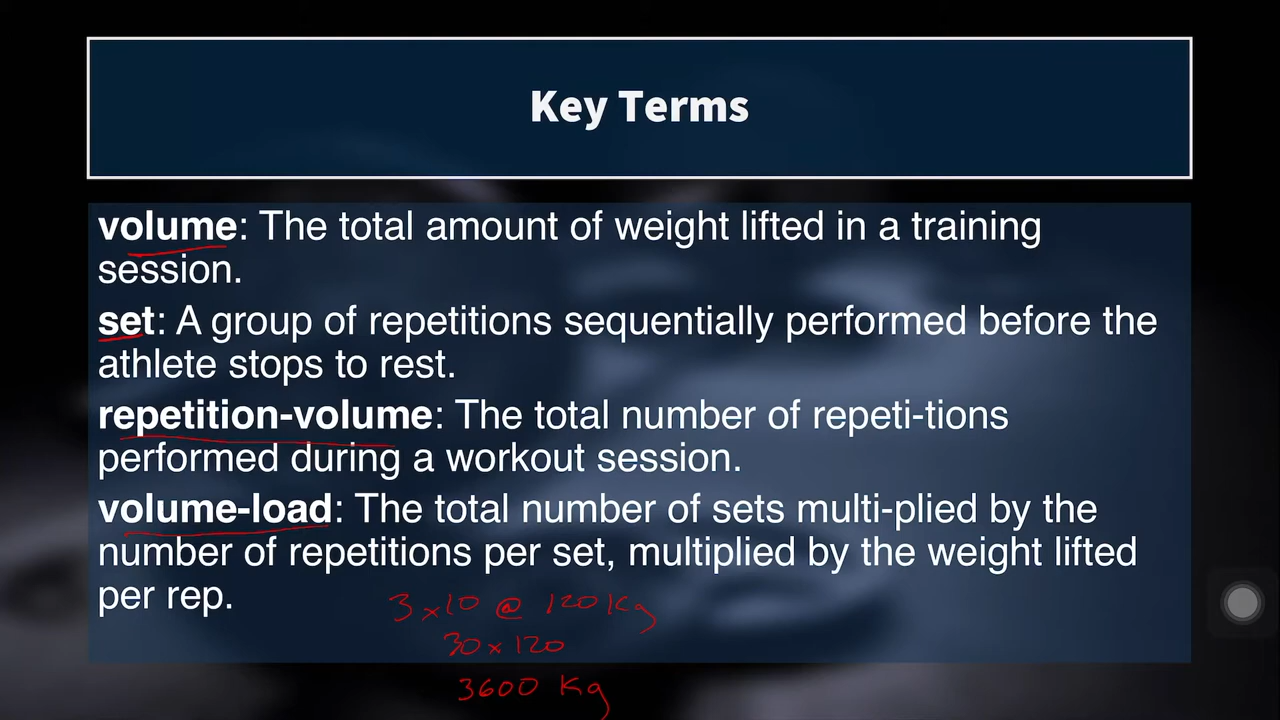 Key Terms
volume: The total amount of weight lifted in a training
session.
set: A group of repetitions sequentially performed before the
athlete stops to rest.
repetition-volume: The total number of repeti-tions
performed during a workout session.
volume-load: The total number of sets multi-plied by the
number of repetitions per set, multiplied by the weight lifted
per rep.
3x10 @ 120Kg
30x120
3600 Kg